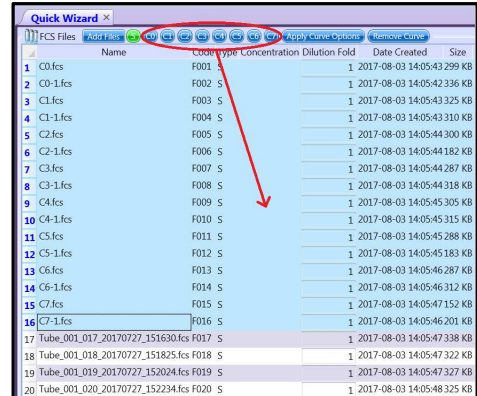 Quick Wizard ×
FCS Files Add Files C0 C1 C2 C3 C4 C5 C6 C7 Apply Curve Options Remove Curve
Name Code Type Concentration Dilution Fold Date Created Size
1 C0.fcs F001 S 1 2017-08-03 14:05:43 299 KB
2 C0-1.fcs F002 S 1 2017-08-03 14:05:42 336 KB
3 C1.fcs F003 S 1 2017-08-03 14:05:43 325 KB
4 C1-1.fcs F004 S 1 2017-08-03 14:05:43 310 KB
5 C2.fcs F005 S 1 2017-08-03 14:05:44 300 KB
6 C2-1.fcs F006 S 1 2017-08-03 14:05:44 182 KB
7 C3.fcs F007 S 1 2017-08-03 14:05:44 287 KB
8 C3-1.fcs F008 S 1 2017-08-03 14:05:44 318 KB
9 C4.fcs F009 S 1 2017-08-03 14:05:45 305 KB
10 C4-1.fcs F010 S 1 2017-08-03 14:05:45 315 KB
11 C5.fcs F011 S 1 2017-08-03 14:05:45 288 KB
12 C5-1.fcs F012 S 1 2017-08-03 14:05:45 183 KB
13 C6.fcs F013 S 1 2017-08-03 14:05:46 287 KB
14 C6-1.fcs F014 S 1 2017-08-03 14:05:46 312 KB
15 C7.fcs F015 S 1 2017-08-03 14:05:47 152 KB
16 C7-1.fcs F016 S 1 2017-08-03 14:05:46 201 KB
17 Tube_001_017_20170727_151630.fcs F017 S 1 2017-08-03 14:05:47 338 KB
18 Tube_001_018_20170727_151825.fcs F018 S 1 2017-08-03 14:05:47 322 KB
19 Tube_001_019_20170727_152024.fcs F019 S 1 2017-08-03 14:05:47 327 KB
20 Tube_001_020_20170727_152234.fcs F020 S 1 2017-08-03 14:05:48 325 KB